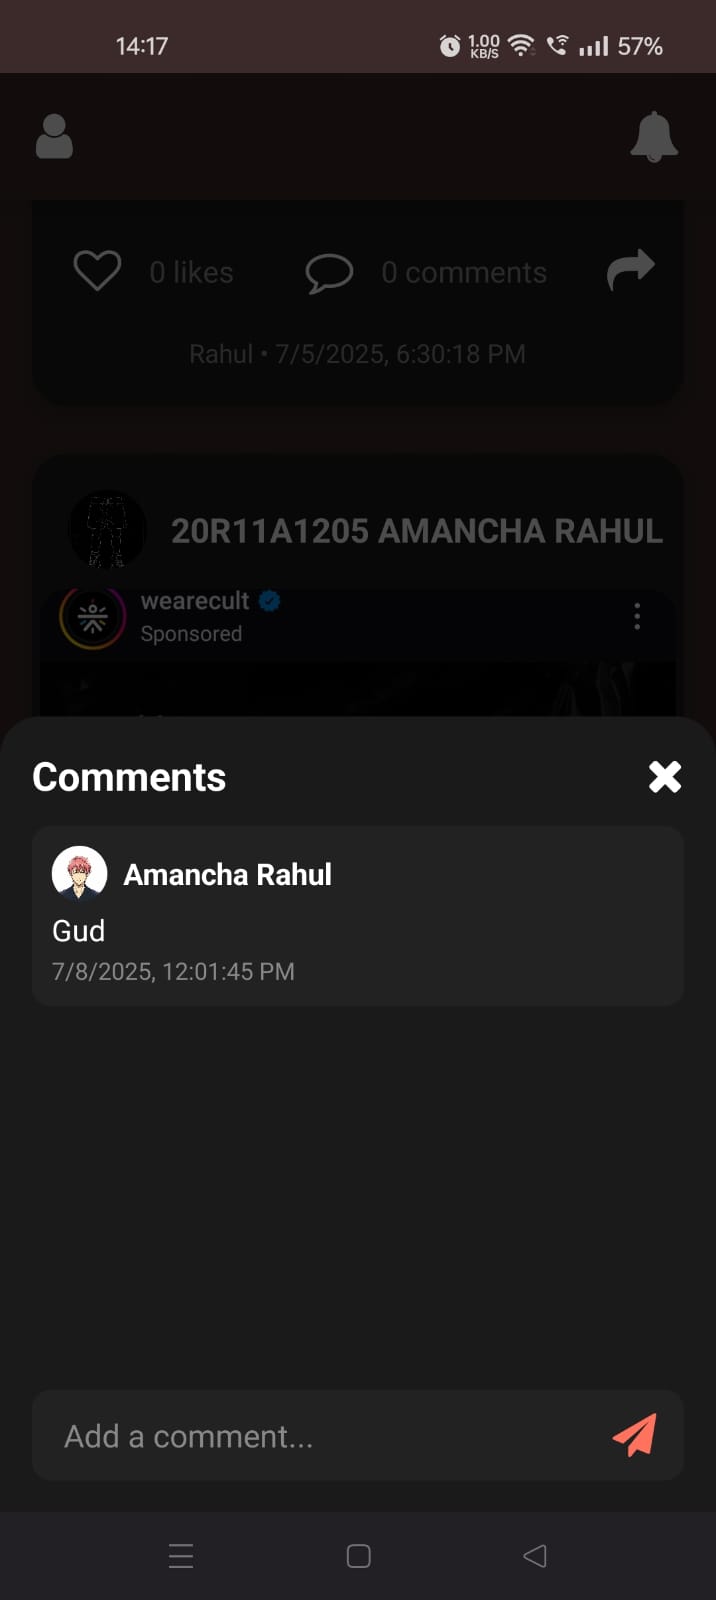 14:17 1.00 KB/S 57%
0 likes 0 comments
Rahul • 7/5/2025, 6:30:18 PM
20R11A1205 AMANCHA RAHUL
wearecult
Sponsored
Comments
Amancha Rahul
Gud
7/8/2025, 12:01:45 PM
Add a comment...